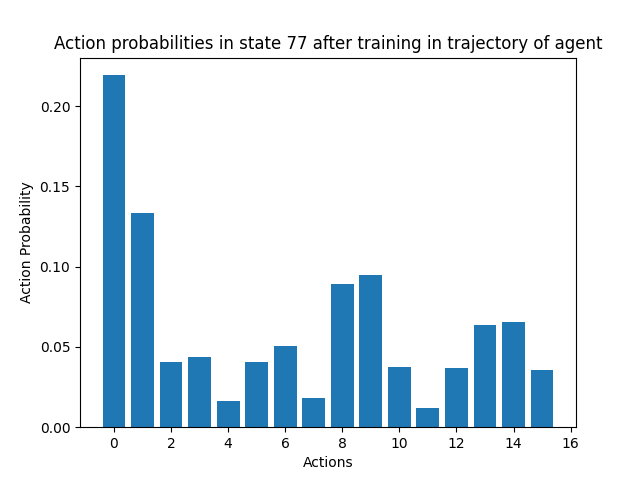 Action probabilities in state 77 after training in trajectory of agent
0.20
0.15
0.10
0.05
0.00
Action Probability
0 2 4 6 8 10 12 14 16
Actions